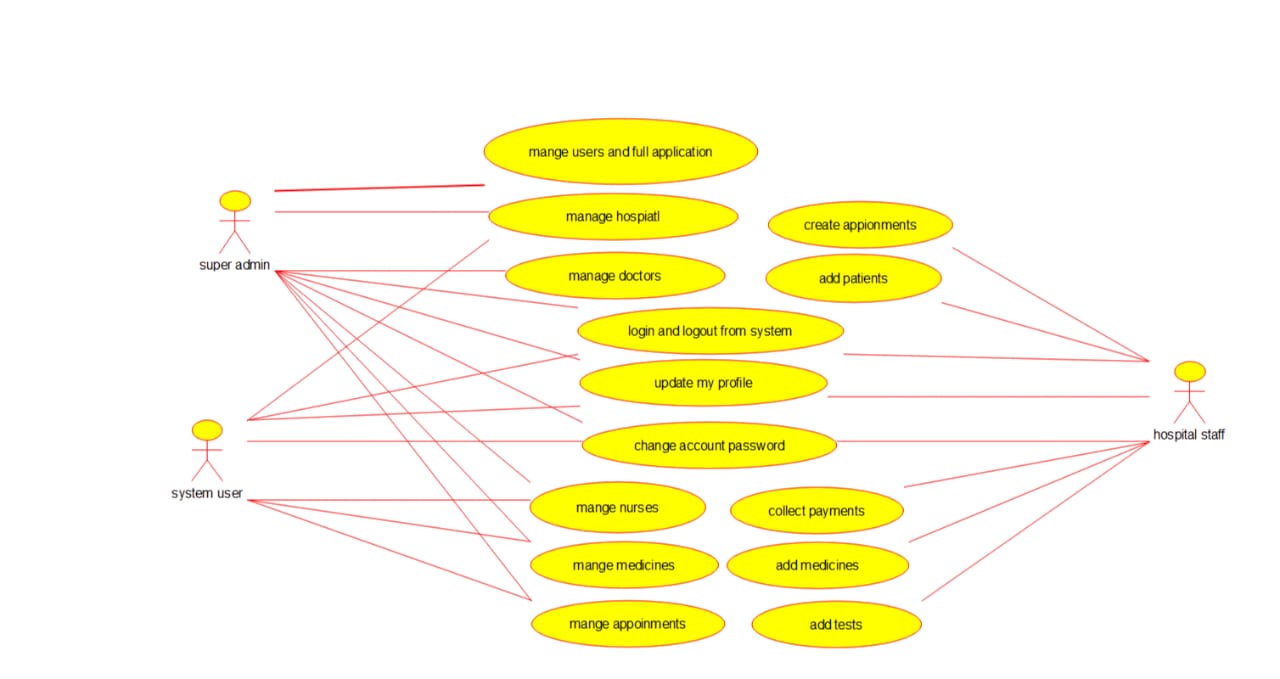 mange users and full application
manage hospiatl
create appionments
super admin
manage doctors
add patients
login and logout from system
update my profile
hospital staff
change account password
system user
mange nurses
collect payments
mange medicines
add medicines
mange appoinments
add tests